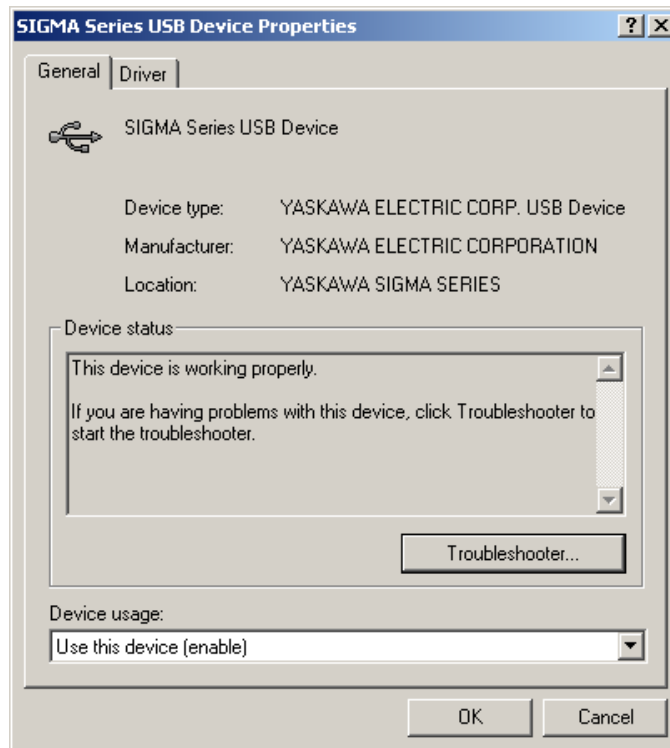 SIGMA Series USB Device Properties
General
Driver
SIGMA Series USB Device
Device type: YASKAWA ELECTRIC CORP. USB Device
Manufacturer: YASKAWA ELECTRIC CORPORATION
Location: YASKAWA SIGMA SERIES
Device status
This device is working properly.
If you are having problems with this device, click Troubleshooter to
start the troubleshooter.
Troubleshooter...
Device usage:
Use this device (enable)
OK
Cancel